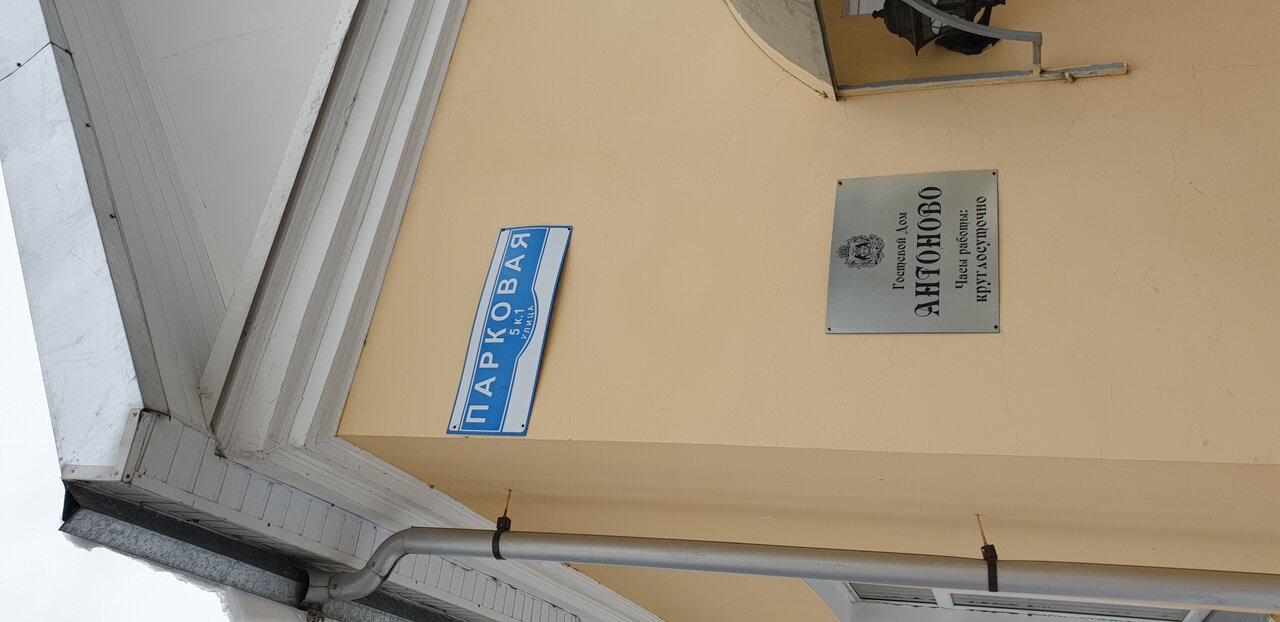 ПАРКОВАЯ
5 к.1
УЛИЦА
Гостевой Дом
АНТОНОВО
Часы работы:
круглосуточно